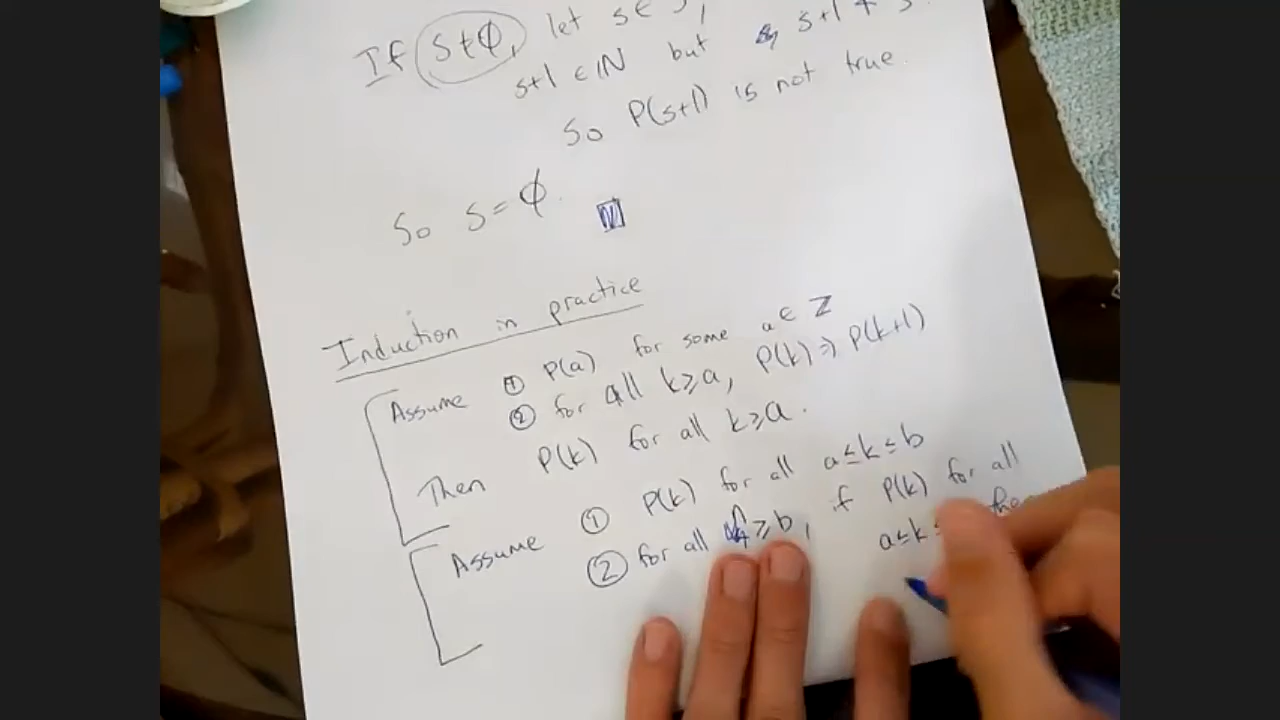 If S≠∅, let s∈S,
s+1 ∈ ℕ but s+1 ∉ S.
So P(s+1) is not true.
So S=∅.
Induction in practice
Assume ① P(a) for some a∈ℤ
② for all k≥a, P(k)⇒P(k+1)
Then P(k) for all k≥a.
Assume ① P(k) for all a≤k≤b
② for all n≥b, if P(k) for all
a≤k≤